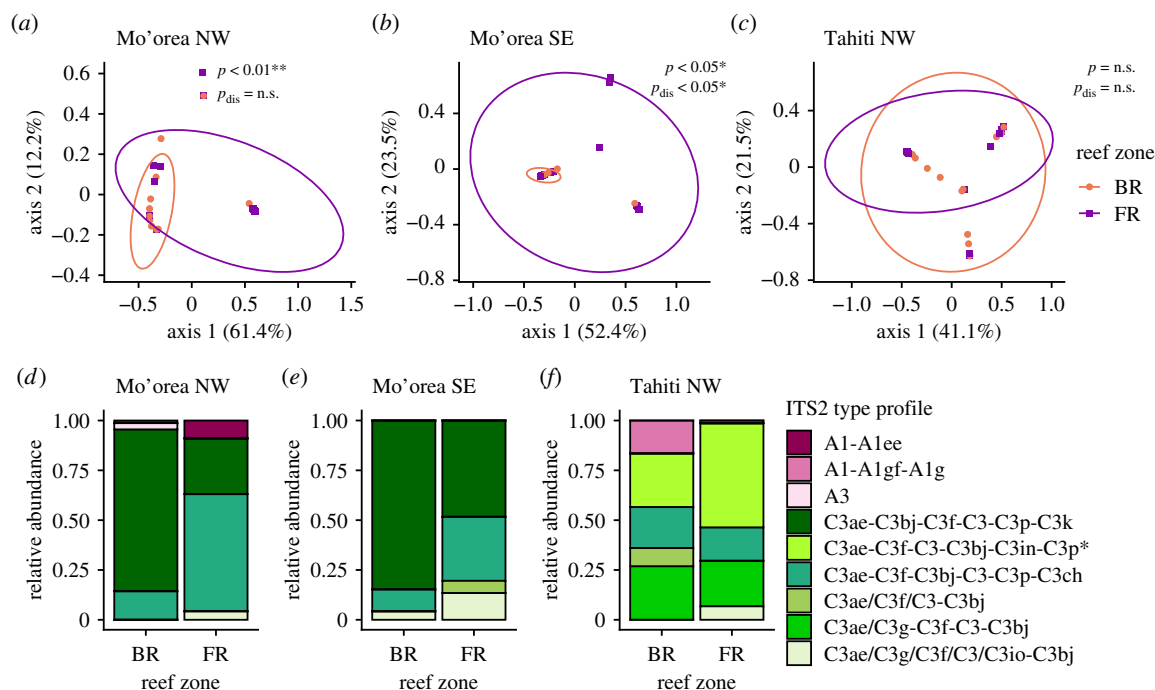 (a) Mo’orea NW
p < 0.01**
pdis = n.s.
0.6
0.4
0.2
0
−0.2
−0.4
axis 2 (12.2%)
−0.5 0 0.5 1.0 1.5
axis 1 (61.4%)
(b) Mo’orea SE
p < 0.05*
pdis < 0.05*
0.4
0
−0.4
−0.8
axis 2 (23.5%)
−1.0 −0.5 0 0.5 1.0
axis 1 (52.4%)
(c) Tahiti NW
p = n.s.
pdis = n.s.
0.4
0
−0.4
−0.8
axis 2 (21.5%)
−1.0 −0.5 0 0.5 1.0
axis 1 (41.1%)
reef zone
BR
FR
(d) Mo’orea NW
1.00
0.75
0.50
0.25
0
relative abundance
BR FR
reef zone
(e) Mo’orea SE
1.00
0.75
0.50
0.25
0
relative abundance
BR FR
reef zone
(f) Tahiti NW
1.00
0.75
0.50
0.25
0
relative abundance
BR FR
reef zone
ITS2 type profile
A1-A1ee
A1-A1gf-A1g
A3
C3ae-C3bj-C3f-C3-C3p-C3k
C3ae-C3f-C3-C3bj-C3in-C3p*
C3ae-C3f-C3bj-C3-C3p-C3ch
C3ae/C3f/C3-C3bj
C3ae/C3g-C3f-C3-C3bj
C3ae/C3g/C3f/C3/C3io-C3bj